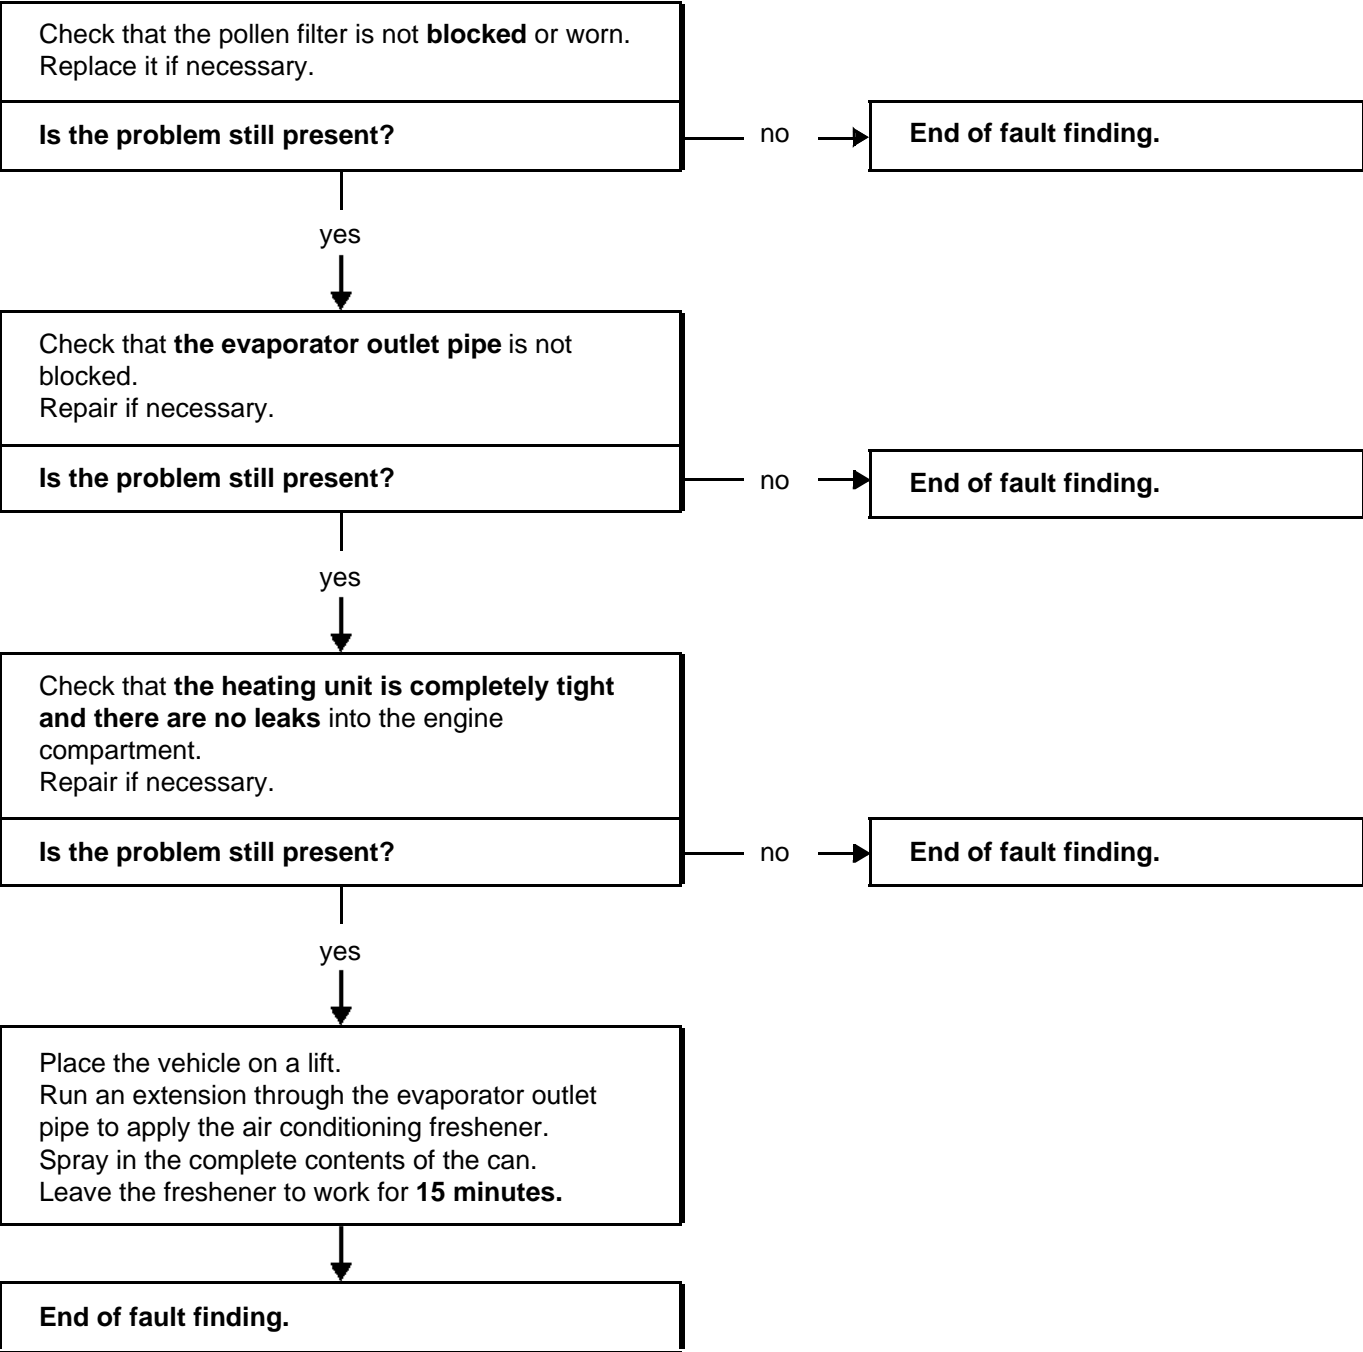 Check that the pollen filter is not blocked or worn.
Replace it if necessary.
Is the problem still present?
no
End of fault finding.
yes
Check that the evaporator outlet pipe is not
blocked.
Repair if necessary.
Is the problem still present?
no
End of fault finding.
yes
Check that the heating unit is completely tight
and there are no leaks into the engine
compartment.
Repair if necessary.
Is the problem still present?
no
End of fault finding.
yes
Place the vehicle on a lift.
Run an extension through the evaporator outlet
pipe to apply the air conditioning freshener.
Spray in the complete contents of the can.
Leave the freshener to work for 15 minutes.
End of fault finding.